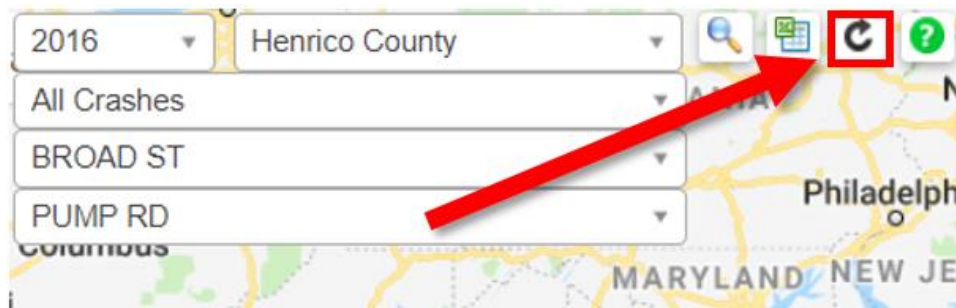 2016
Henrico County
?
All Crashes
BROAD ST
PUMP RD
Philadelph
Columbus
MARYLAND
NEW JE